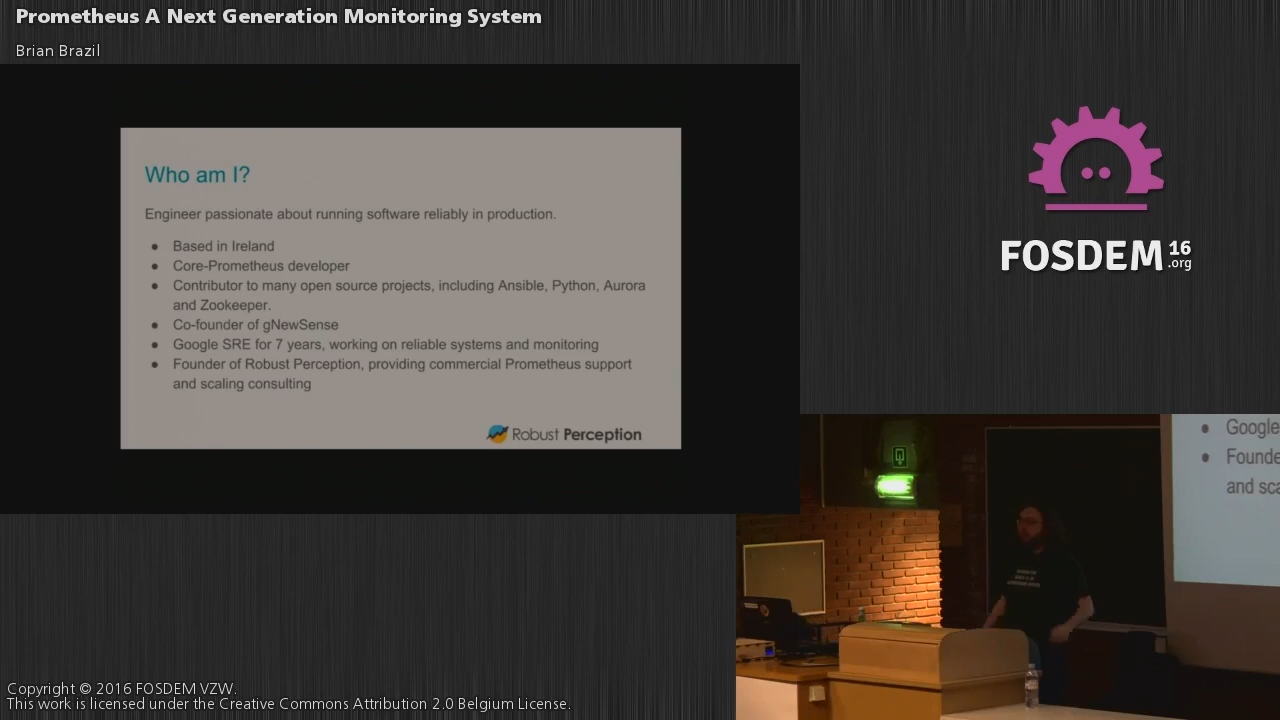 Prometheus A Next Generation Monitoring System
Brian Brazil
Who am I?
Engineer passionate about running software reliably in production.
● Based in Ireland
● Core-Prometheus developer
● Contributor to many open source projects, including Ansible, Python, Aurora
and Zookeeper.
● Co-founder of gNewSense
● Google SRE for 7 years, working on reliable systems and monitoring
● Founder of Robust Perception, providing commercial Prometheus support
and scaling consulting
Robust Perception
FOSDEM 16
.org
● Google
● Founde
and sca
Copyright © 2016 FOSDEM VZW.
This work is licensed under the Creative Commons Attribution 2.0 Belgium License.